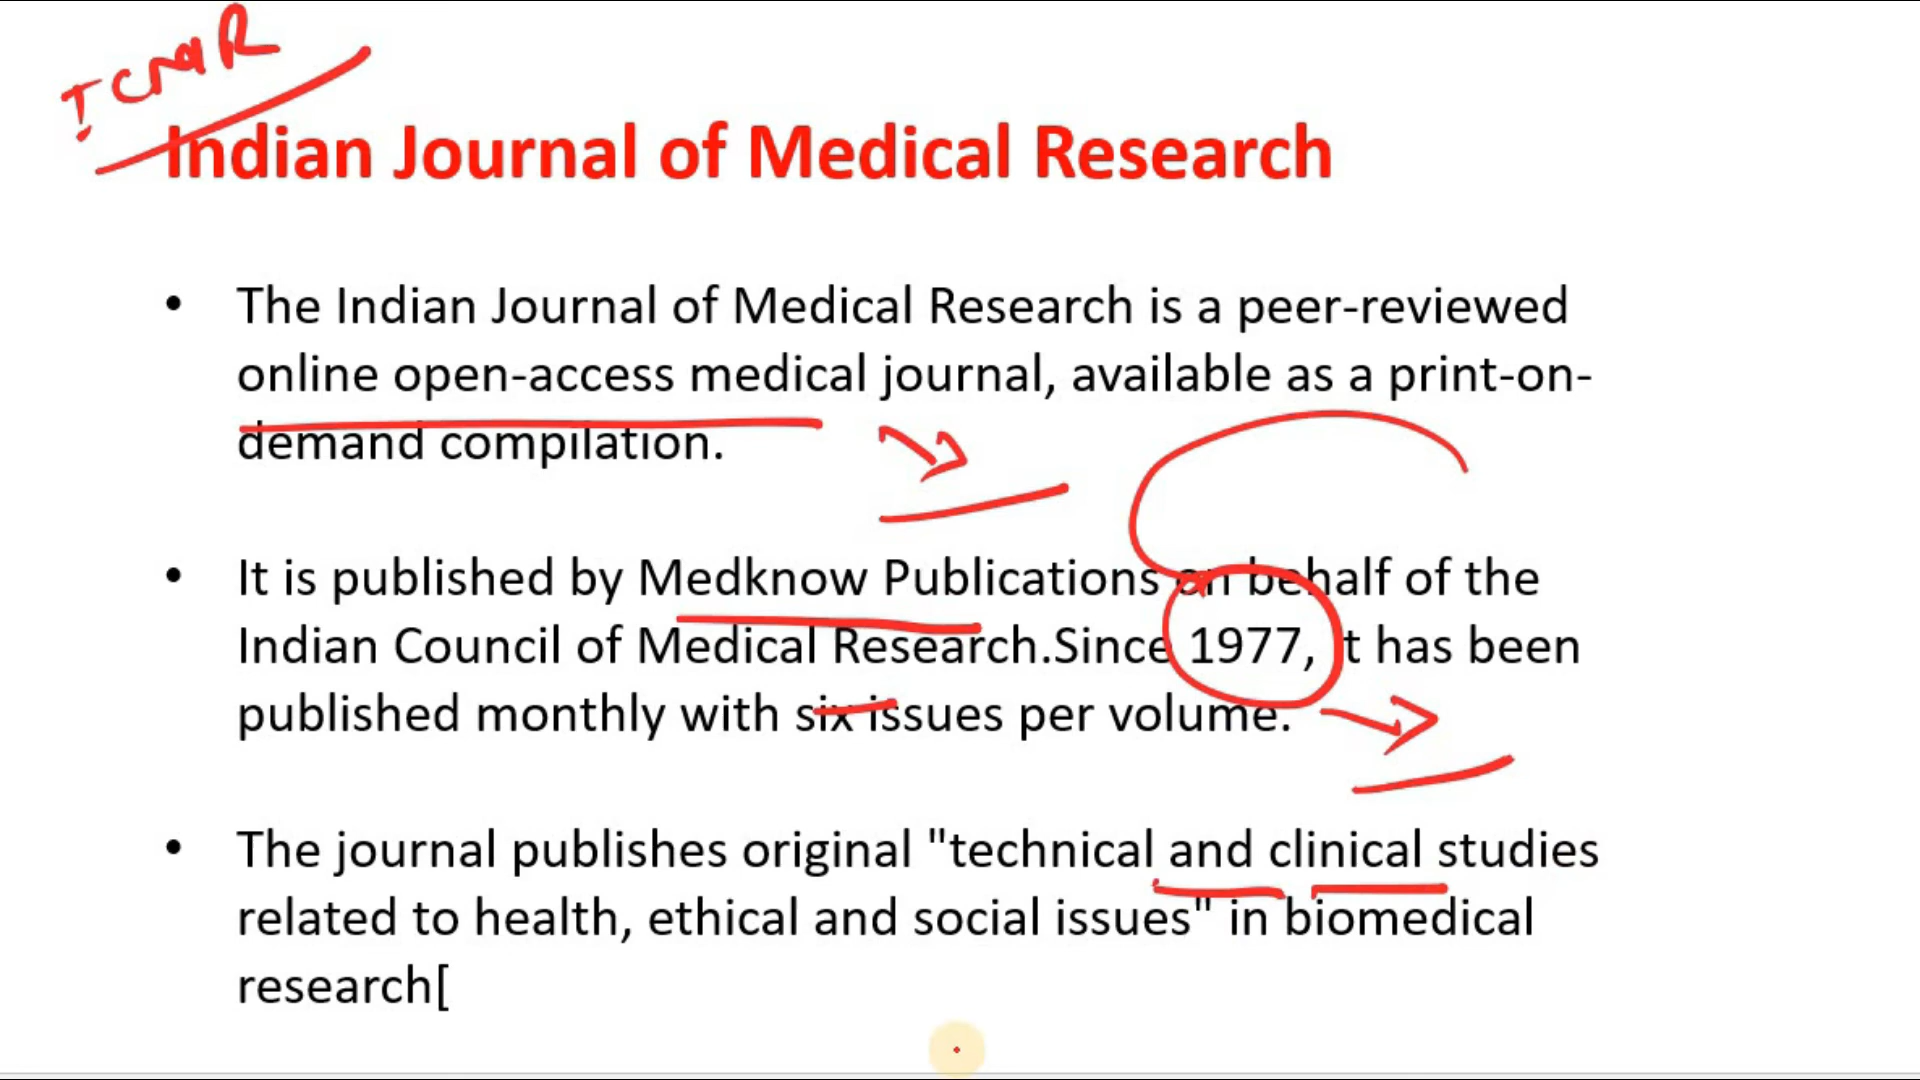 ICMR
Indian Journal of Medical Research
• The Indian Journal of Medical Research is a peer-reviewed
online open-access medical journal, available as a print-on-
demand compilation.
• It is published by Medknow Publications on behalf of the
Indian Council of Medical Research.Since 1977, it has been
published monthly with six issues per volume.
• The journal publishes original "technical and clinical studies
related to health, ethical and social issues" in biomedical
research[